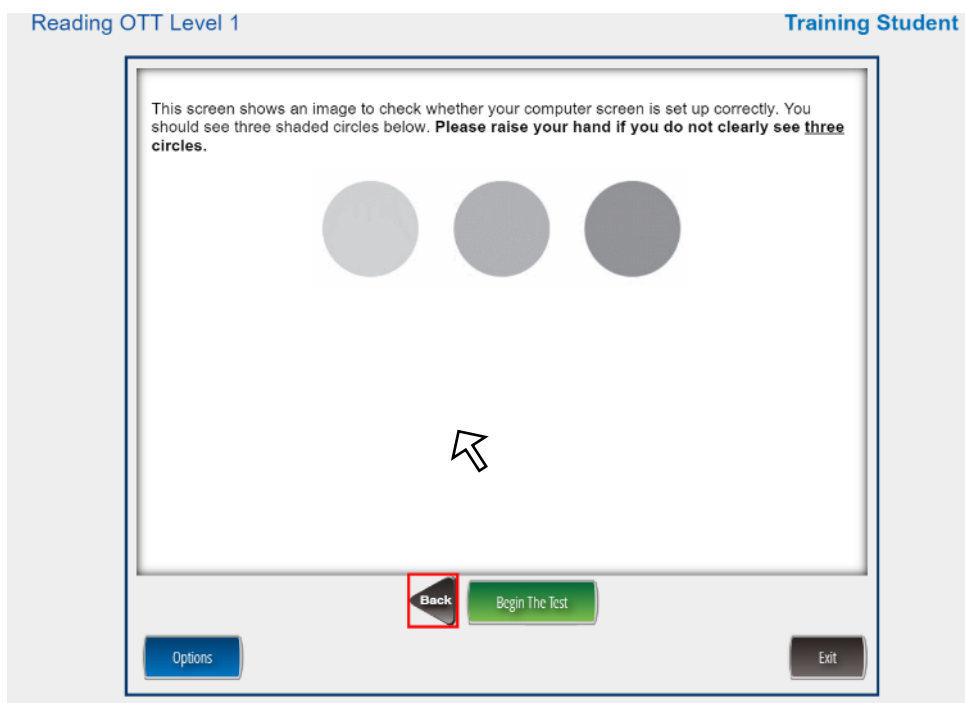 Reading OTT Level 1
Training Student
This screen shows an image to check whether your computer screen is set up correctly. You
should see three shaded circles below. Please raise your hand if you do not clearly see three
circles.
Back
Begin The Test
Options
Exit